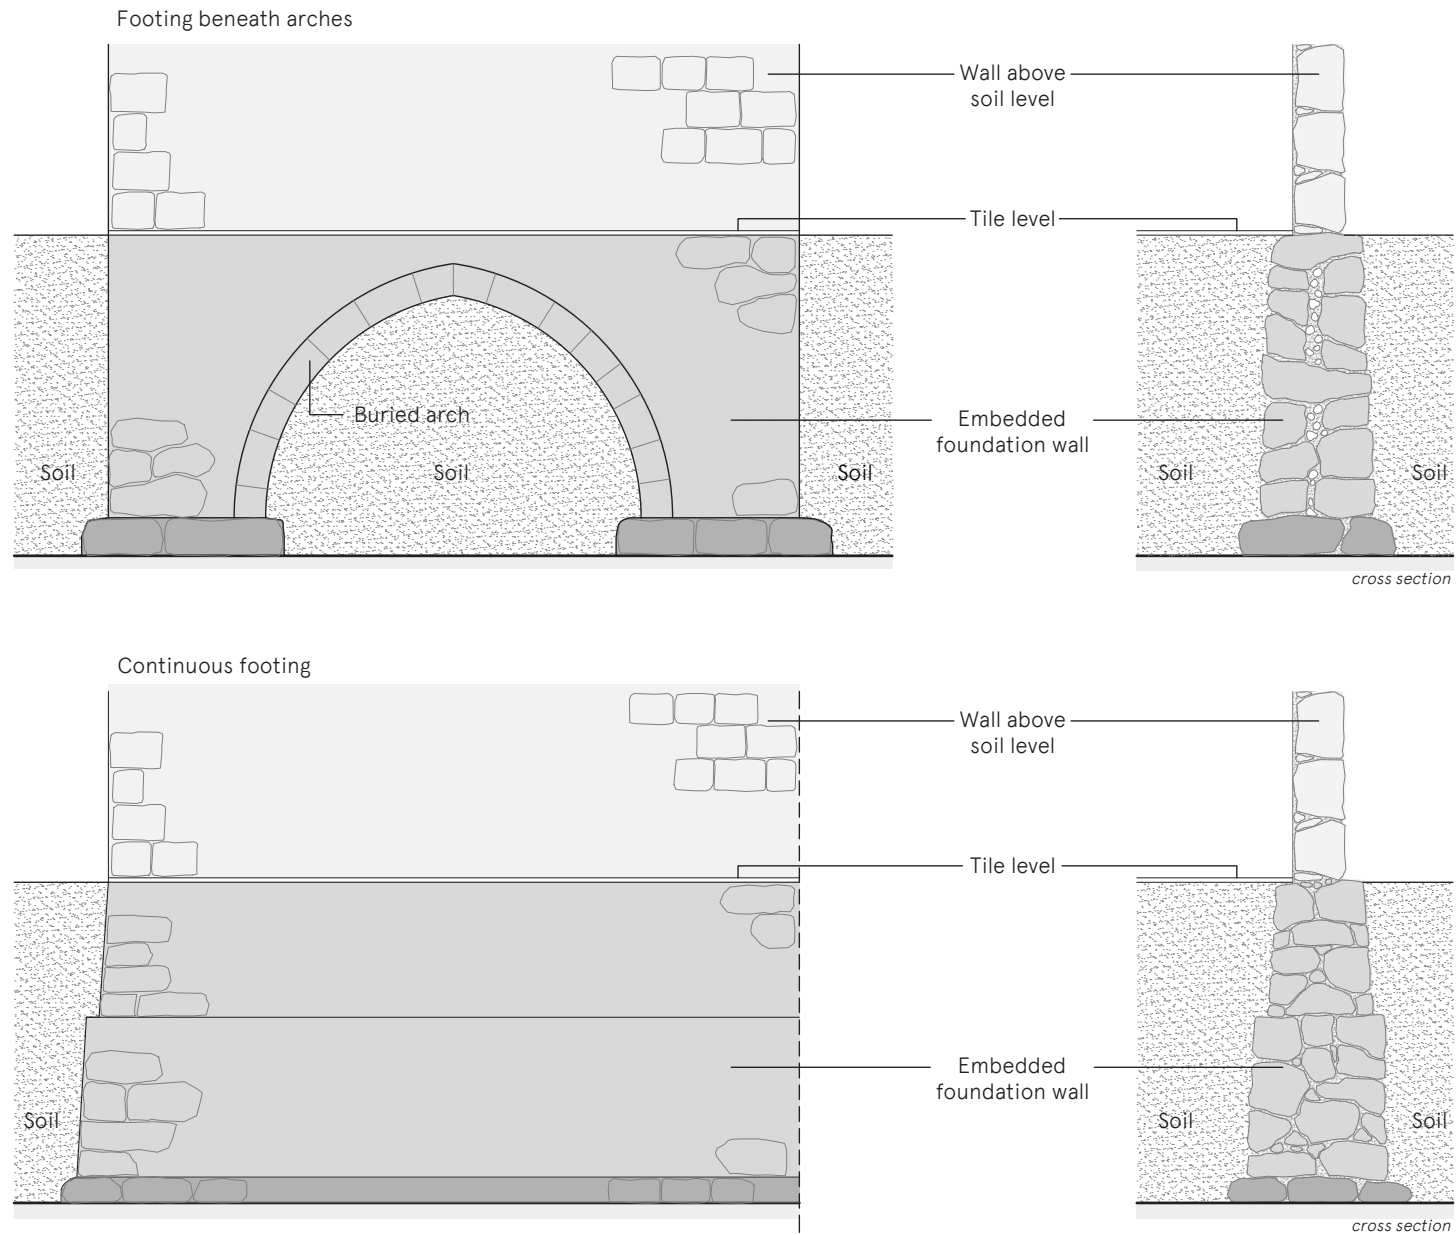 Footing beneath arches
Wall above
soil level
Tile level
Buried arch
Embedded
foundation wall
Soil
Soil
Soil
Soil
Soil
cross section
Continuous footing
Wall above
soil level
Tile level
Embedded
foundation wall
Soil
Soil
Soil
cross section